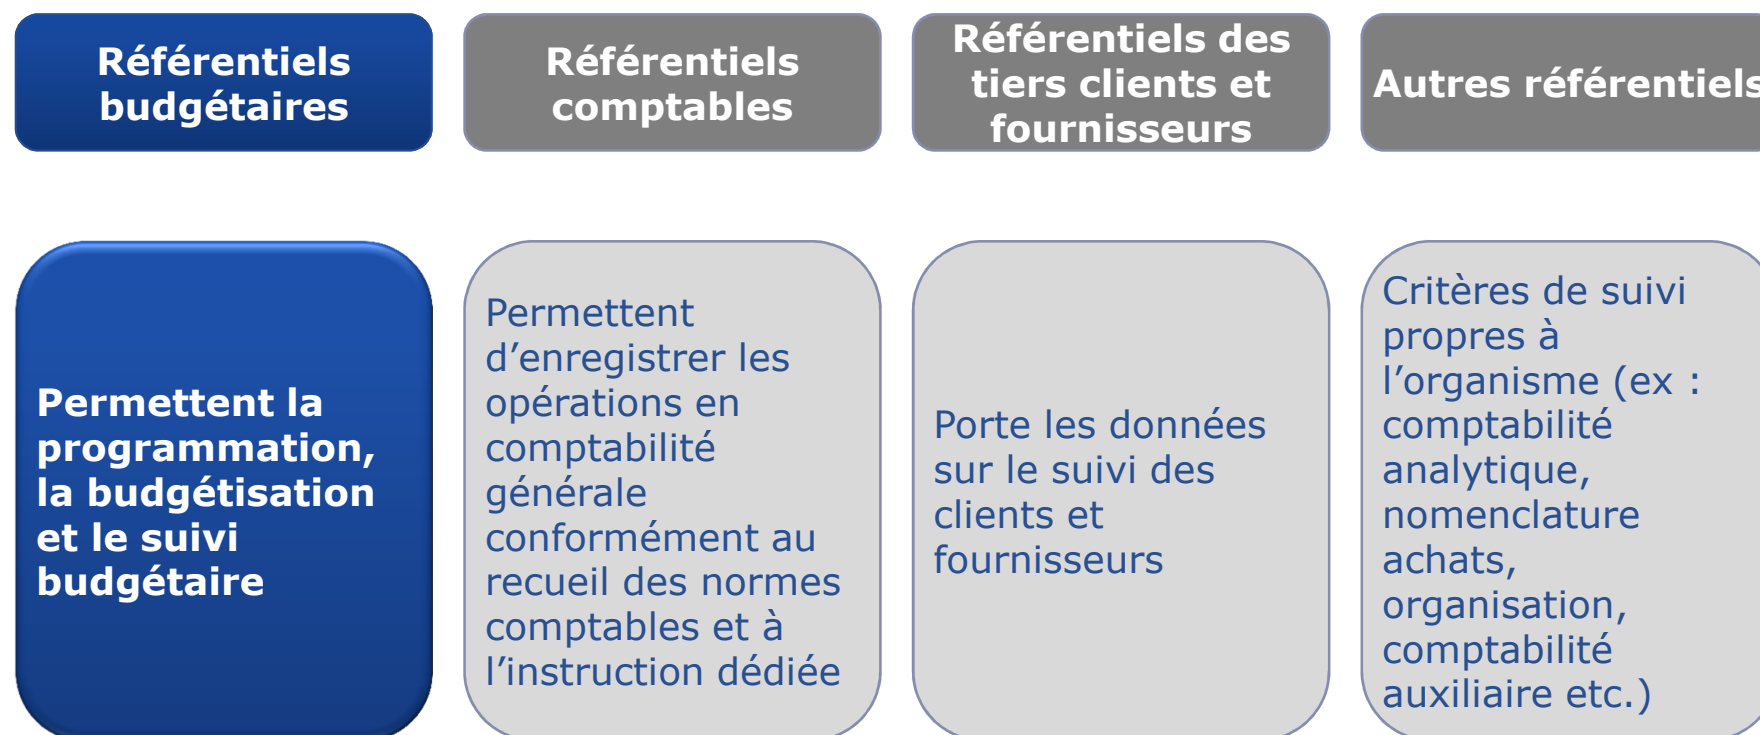 Référentiels
budgétaires
Référentiels
comptables
Référentiels des
tiers clients et
fournisseurs
Autres référentiels
Permettent la
programmation,
la budgétisation
et le suivi
budgétaire
Permettent
d’enregistrer les
opérations en
comptabilité
générale
conformément au
recueil des normes
comptables et à
l’instruction dédiée
Porte les données
sur le suivi des
clients et
fournisseurs
Critères de suivi
propres à
l’organisme (ex :
comptabilité
analytique,
nomenclature
achats,
organisation,
comptabilité
auxiliaire etc.)